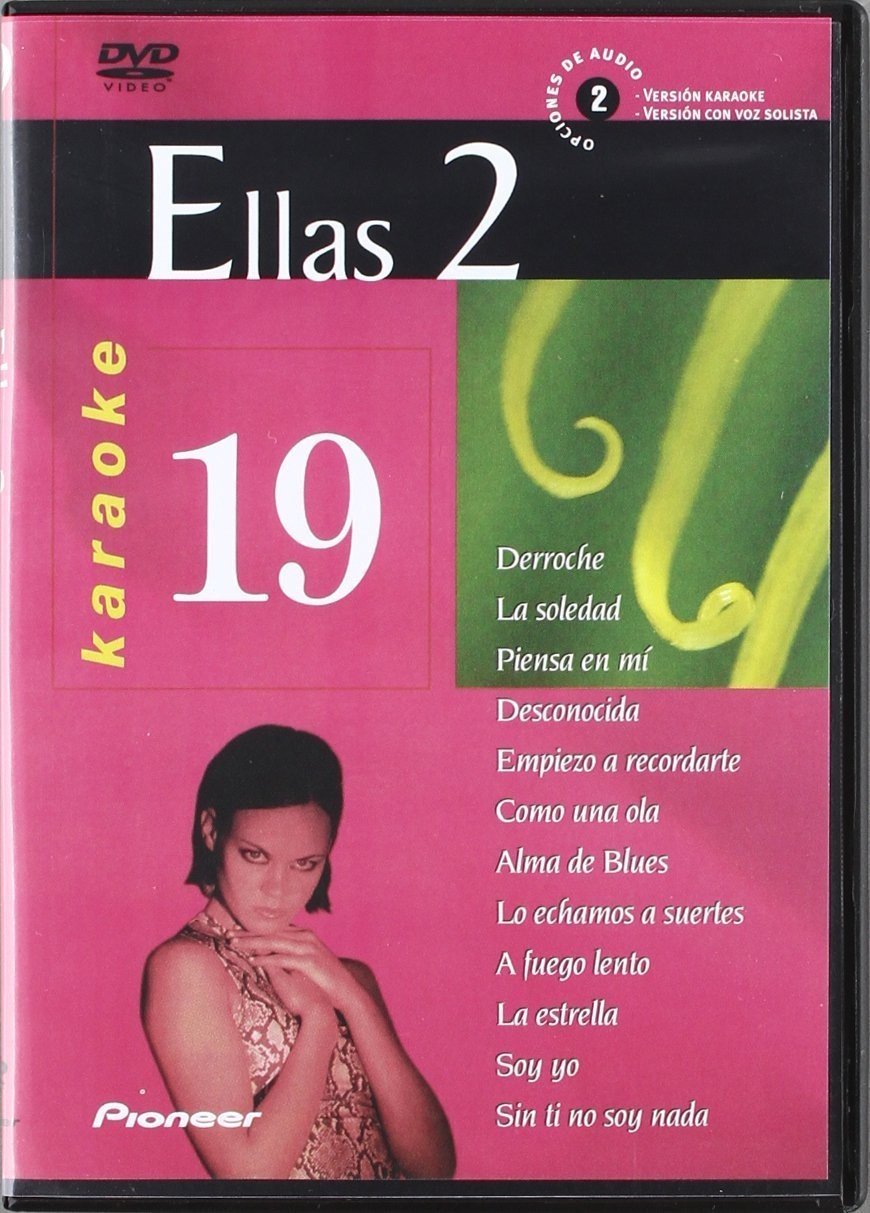 DVD
VIDEO
OPCIONES DE AUDIO
2
- VERSIÓN KARAOKE
- VERSIÓN CON VOZ SOLISTA
Ellas 2
karaoke
19
Derroche
La soledad
Piensa en mí
Desconocida
Empiezo a recordarte
Como una ola
Alma de Blues
Lo echamos a suertes
A fuego lento
La estrella
Soy yo
Sin ti no soy nada
Pioneer